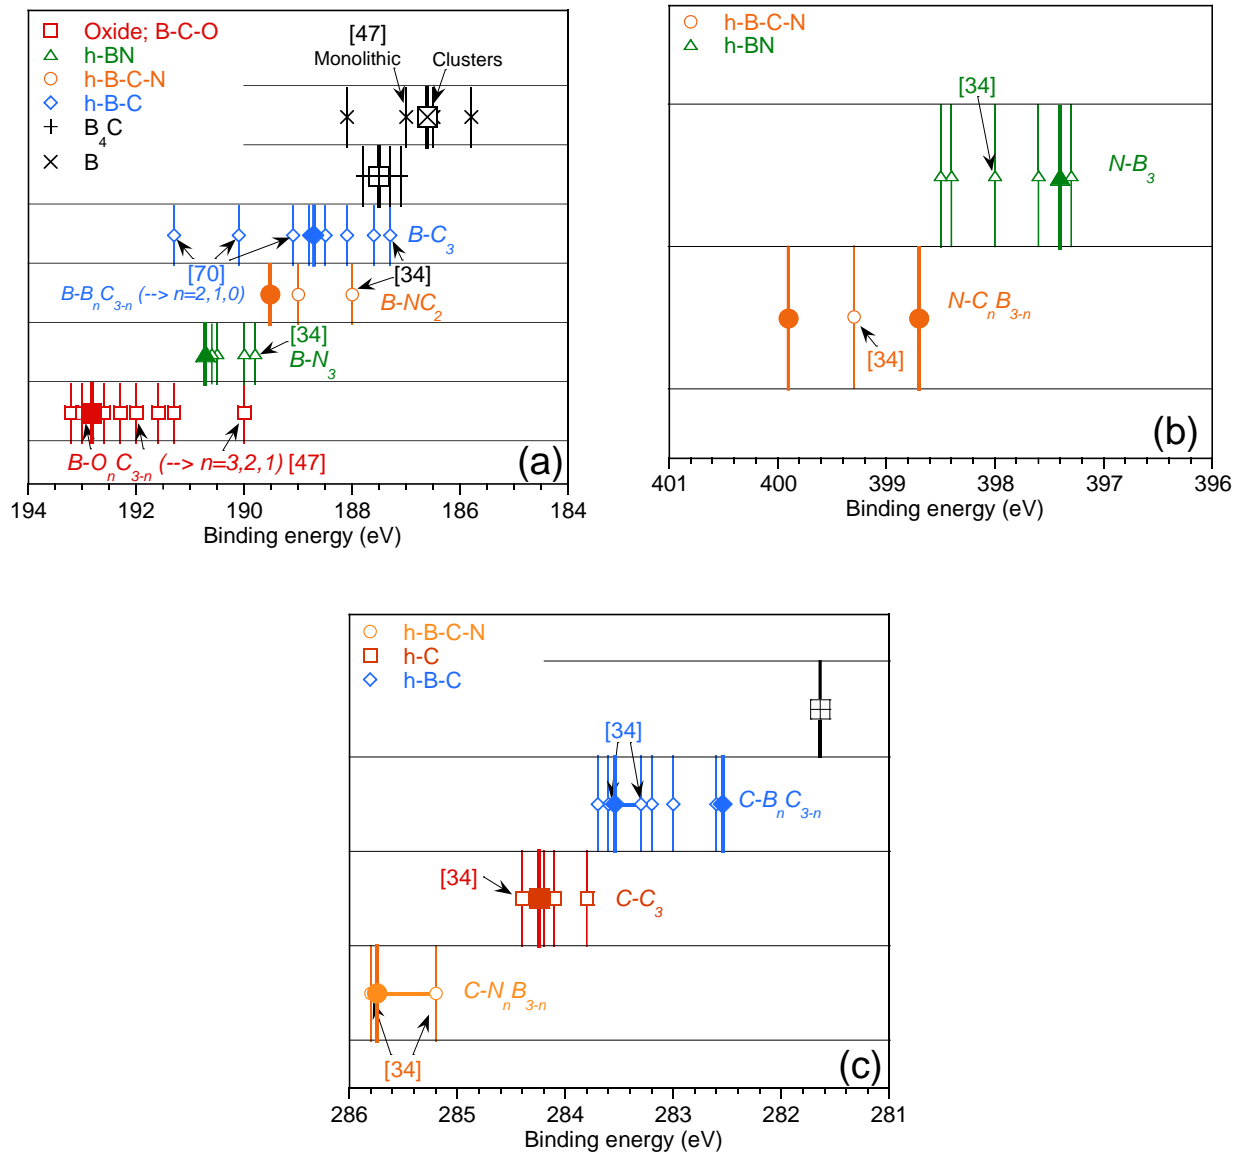 Oxide; B-C-O
h-BN
h-B-C-N
h-B-C
B4C
B
[47]
Monolithic
Clusters
B-C3
[70]
[34]
B-BnC3-n (--> n=2,1,0)
B-NC2
[34]
B-N3
B-OnC3-n (--> n=3,2,1) [47]
(a)
194 192 190 188 186 184
Binding energy (eV)
h-B-C-N
h-BN
[34]
N-B3
N-CnB3-n
[34]
(b)
401 400 399 398 397 396
Binding energy (eV)
h-B-C-N
h-C
h-B-C
[34]
C-BnC3-n
[34]
C-C3
C-NnB3-n
[34]
(c)
286 285 284 283 282 281
Binding energy (eV)